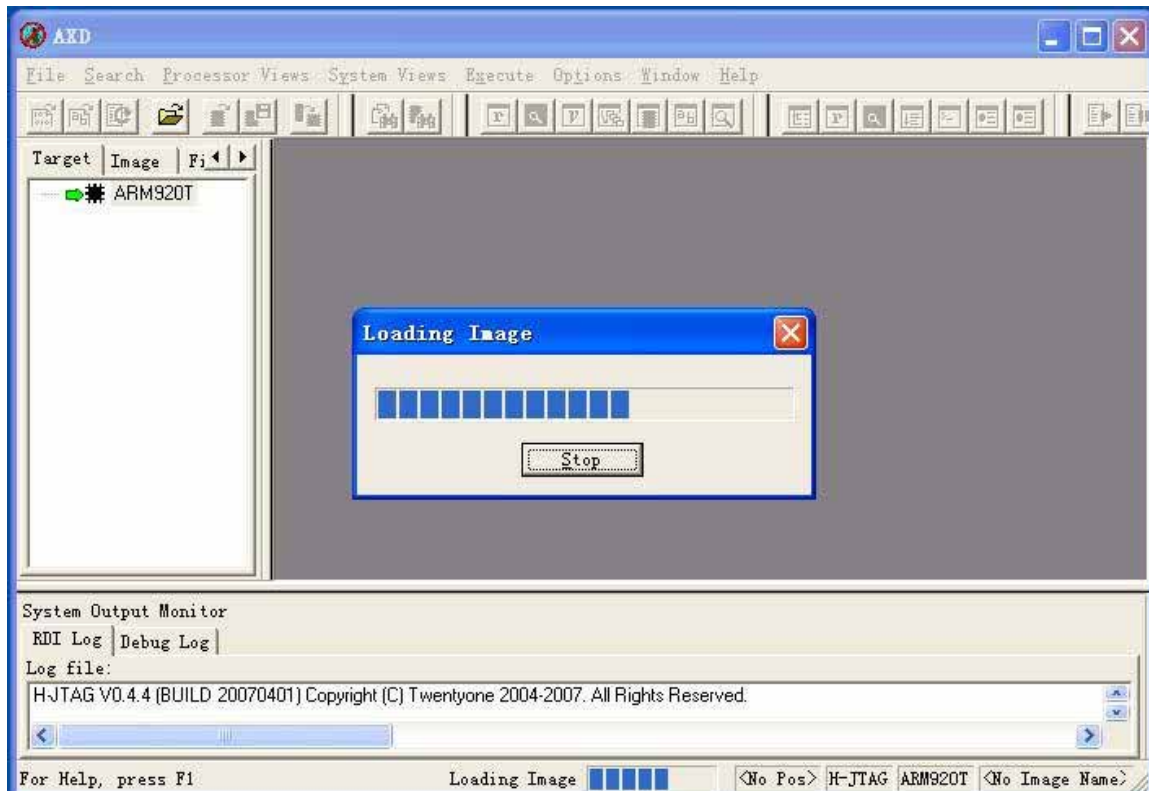 AXD
File Search Processor Views System Views Execute Options Window Help
Target Image Fi
ARM920T
Loading Image
Stop
System Output Monitor
RDI Log Debug Log
Log file:
H-JTAG V0.4.4 (BUILD 20070401) Copyright (C) Twentyone 2004-2007. All Rights Reserved.
For Help, press F1 Loading Image <No Pos> H-JTAG ARM920T <No Image Name>